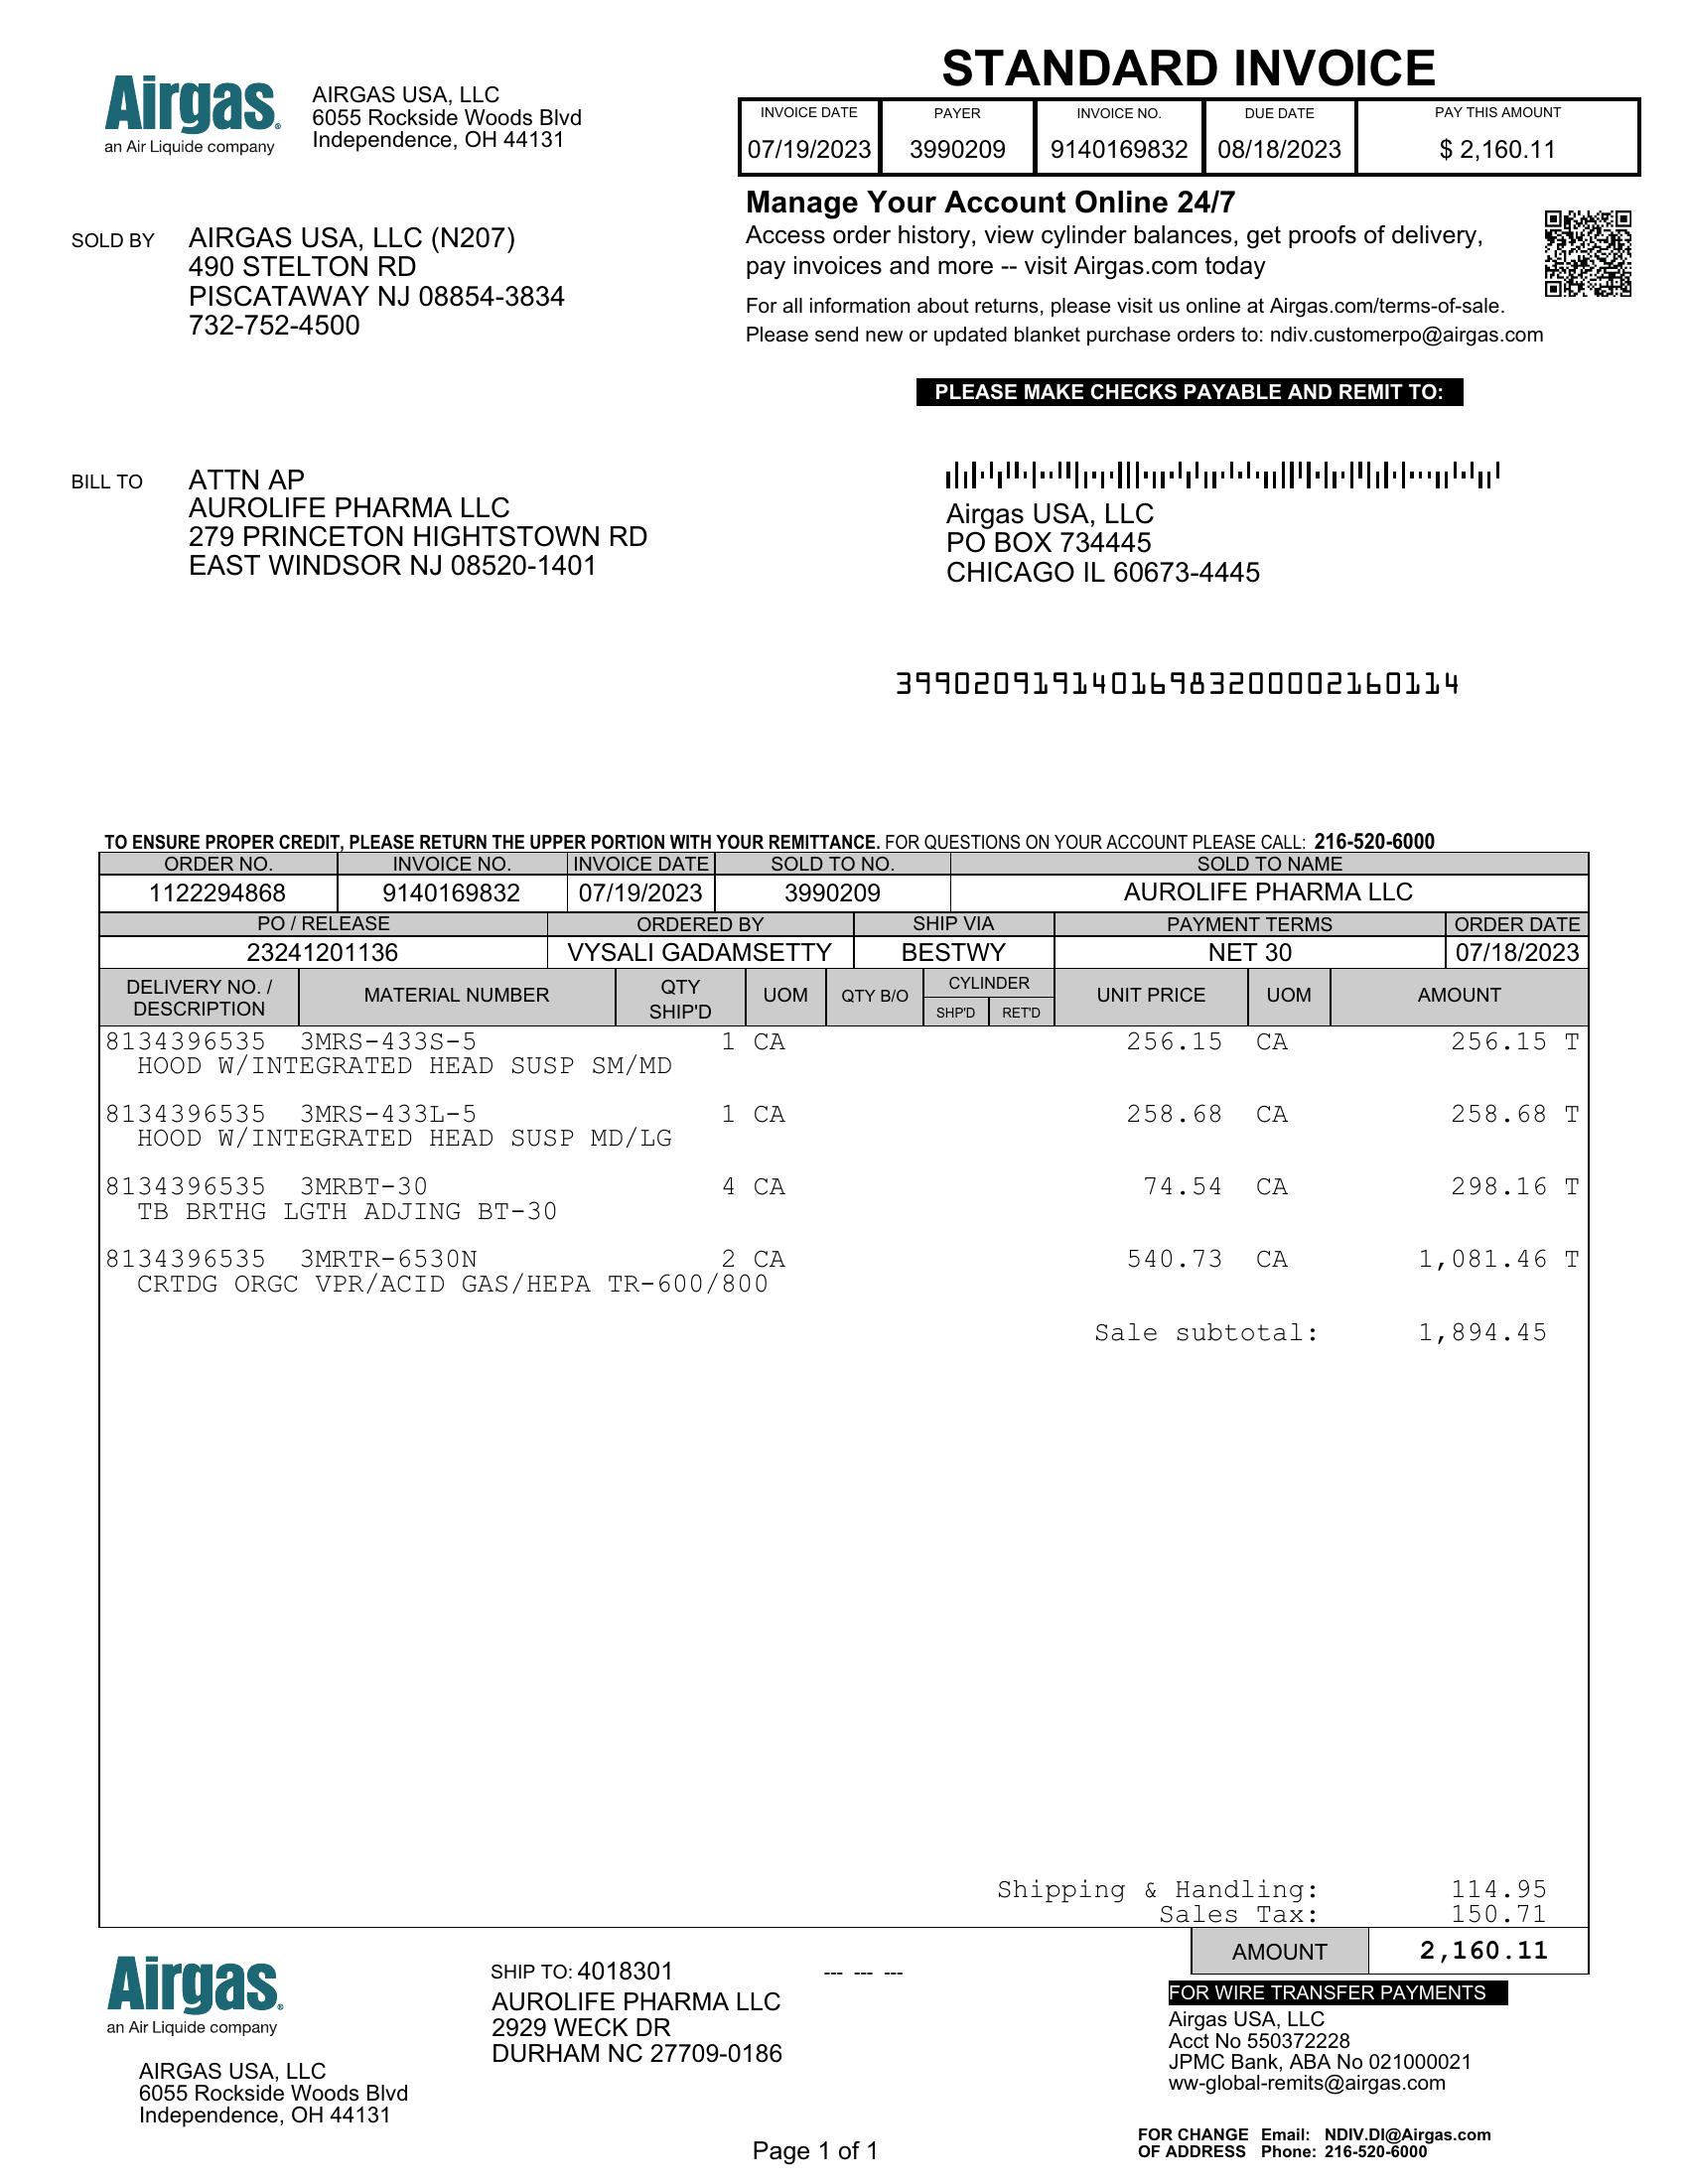 STANDARD INVOICE
Airgas
an Air Liquide company
AIRGAS USA, LLC
6055 Rockside Woods Blvd
Independence, OH 44131
INVOICE DATE PAYER INVOICE NO. DUE DATE PAY THIS AMOUNT
07/19/2023 3990209 9140169832 08/18/2023 $ 2,160.11
Manage Your Account Online 24/7
Access order history, view cylinder balances, get proofs of delivery,
pay invoices and more -- visit Airgas.com today
For all information about returns, please visit us online at Airgas.com/terms-of-sale.
Please send new or updated blanket purchase orders to: ndiv.customerpo@airgas.com
SOLD BY AIRGAS USA, LLC (N207)
490 STELTON RD
PISCATAWAY NJ 08854-3834
732-752-4500
PLEASE MAKE CHECKS PAYABLE AND REMIT TO:
BILL TO ATTN AP
AUROLIFE PHARMA LLC
279 PRINCETON HIGHTSTOWN RD
EAST WINDSOR NJ 08520-1401
Airgas USA, LLC
PO BOX 734445
CHICAGO IL 60673-4445
39902091914016983200002160114
TO ENSURE PROPER CREDIT, PLEASE RETURN THE UPPER PORTION WITH YOUR REMITTANCE. FOR QUESTIONS ON YOUR ACCOUNT PLEASE CALL: 216-520-6000
ORDER NO. INVOICE NO. INVOICE DATE SOLD TO NO. SOLD TO NAME
1122294868 9140169832 07/19/2023 3990209 AUROLIFE PHARMA LLC
PO / RELEASE ORDERED BY SHIP VIA PAYMENT TERMS ORDER DATE
23241201136 VYSALI GADAMSETTY BESTWY NET 30 07/18/2023
DELIVERY NO. / DESCRIPTION MATERIAL NUMBER QTY SHIP'D UOM QTY B/O CYLINDER SHP'D RET'D UNIT PRICE UOM AMOUNT
8134396535 3MRS-433S-5 1 CA 256.15 CA 256.15 T
HOOD W/INTEGRATED HEAD SUSP SM/MD
8134396535 3MRS-433L-5 1 CA 258.68 CA 258.68 T
HOOD W/INTEGRATED HEAD SUSP MD/LG
8134396535 3MRBT-30 4 CA 74.54 CA 298.16 T
TB BRTHG LGTH ADJING BT-30
8134396535 3MRTR-6530N 2 CA 540.73 CA 1,081.46 T
CRTDG ORGC VPR/ACID GAS/HEPA TR-600/800
Sale subtotal: 1,894.45
Shipping & Handling: 114.95
Sales Tax: 150.71
AMOUNT 2,160.11
Airgas
an Air Liquide company
AIRGAS USA, LLC
6055 Rockside Woods Blvd
Independence, OH 44131
SHIP TO: 4018301 --- --- ---
AUROLIFE PHARMA LLC
2929 WECK DR
DURHAM NC 27709-0186
FOR WIRE TRANSFER PAYMENTS
Airgas USA, LLC
Acct No 550372228
JPMC Bank, ABA No 021000021
ww-global-remits@airgas.com
FOR CHANGE Email: NDIV.DI@Airgas.com
OF ADDRESS Phone: 216-520-6000
Page 1 of 1